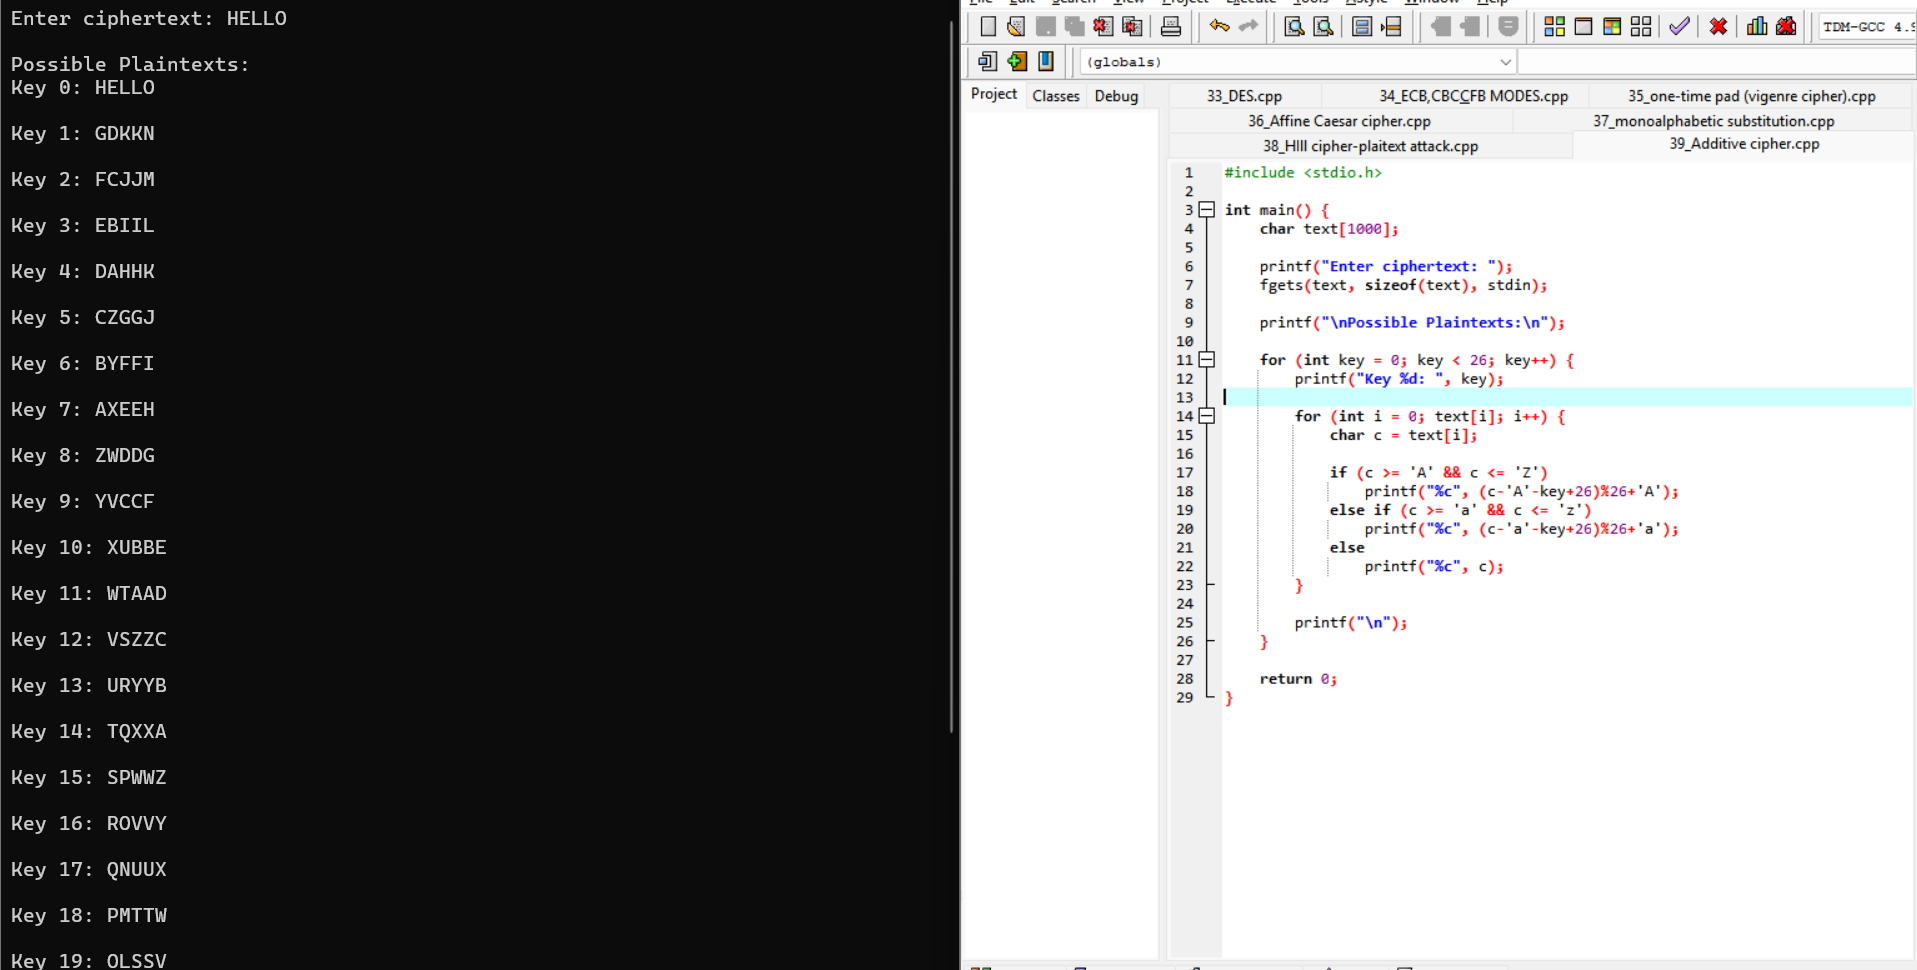 Enter ciphertext: HELLO
Possible Plaintexts:
Key 0: HELLO
Key 1: GDKKN
Key 2: FCJJM
Key 3: EBIIL
Key 4: DAHHK
Key 5: CZGGJ
Key 6: BYFFI
Key 7: AXEEH
Key 8: ZWDDG
Key 9: YVCCF
Key 10: XUBBE
Key 11: WTAAD
Key 12: VSZZC
Key 13: URYYB
Key 14: TQXXA
Key 15: SPWWZ
Key 16: ROVVY
Key 17: QNUUX
Key 18: PMTTW
Key 19: OLSSV
TDM-GCC 4.9
(globals)
Project Classes Debug
33_DES.cpp 34_ECB,CBCCFB MODES.cpp 35_one-time pad (vigenre cipher).cpp
36_Affine Caesar cipher.cpp 37_monoalphabetic substitution.cpp
38_HIll cipher-plaitext attack.cpp 39_Additive cipher.cpp
1 #include <stdio.h>
2
3 int main() {
4 char text[1000];
5
6 printf("Enter ciphertext: ");
7 fgets(text, sizeof(text), stdin);
8
9 printf("\nPossible Plaintexts:\n");
10
11 for (int key = 0; key < 26; key++) {
12 printf("Key %d: ", key);
13
14 for (int i = 0; text[i]; i++) {
15 char c = text[i];
16
17 if (c >= 'A' && c <= 'Z')
18 printf("%c", (c-'A'-key+26)%26+'A');
19 else if (c >= 'a' && c <= 'z')
20 printf("%c", (c-'a'-key+26)%26+'a');
21 else
22 printf("%c", c);
23 }
24
25 printf("\n");
26 }
27
28 return 0;
29 }